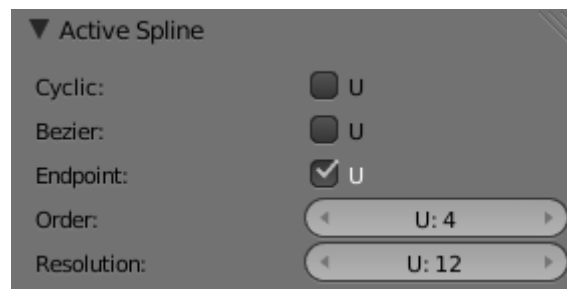 Active Spline
Cyclic: U
Bezier: U
Endpoint: U
Order: U: 4
Resolution: U: 12